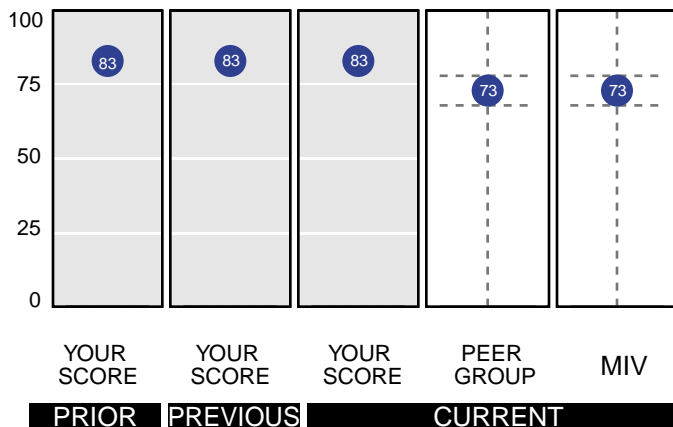 100
75
50
25
0
83
83
83
73
73
YOUR
SCORE
YOUR
SCORE
YOUR
SCORE
PEER
GROUP
MIV
PRIOR
PREVIOUS
CURRENT